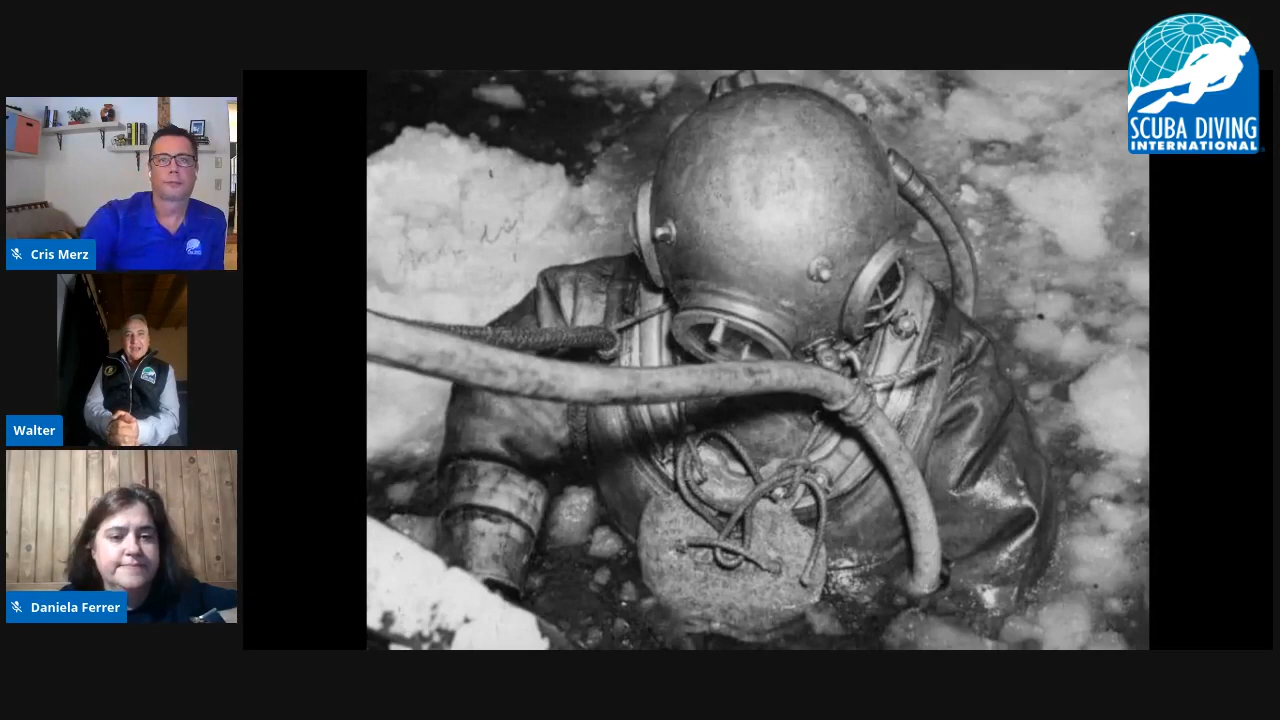 SCUBA DIVING
INTERNATIONAL
Cris Merz
Walter
Daniela Ferrer